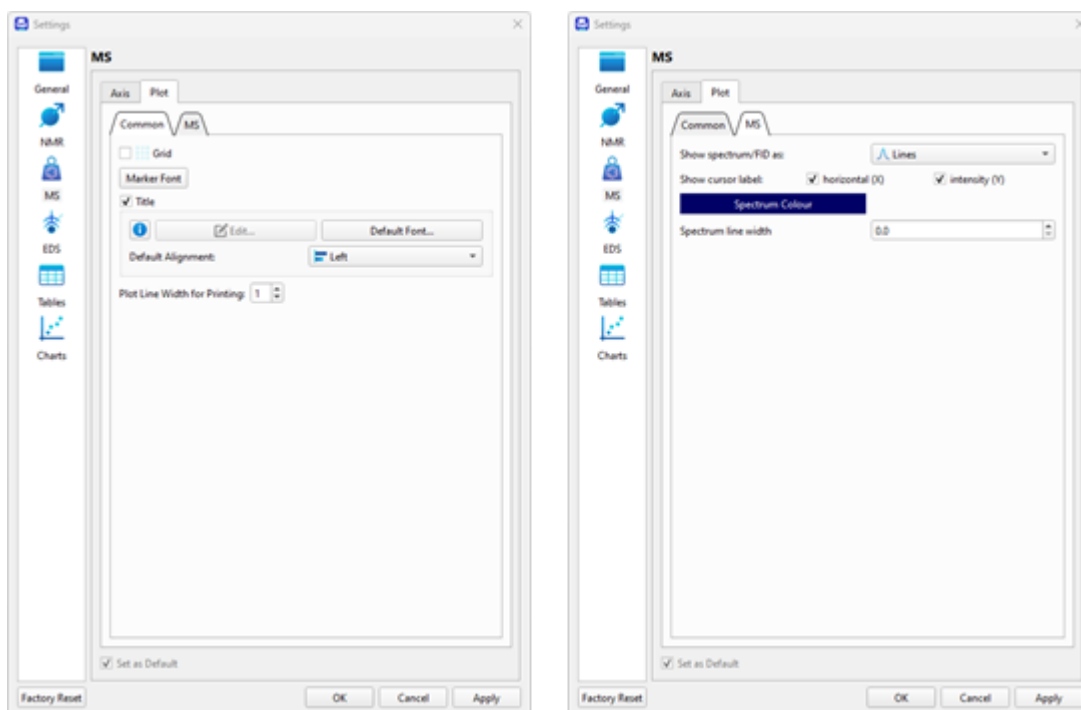 Settings
MS
General
NMR
MS
EDS
Tables
Charts
Axis Plot
Common MS
Grid
Marker Font
Title
Edit... Default Font...
Default Alignment: Left
Plot Line Width for Printing: 1
Set as Default
Factory Reset OK Cancel Apply
Settings
MS
General
NMR
MS
EDS
Tables
Charts
Axis Plot
Common MS
Show spectrum/FID as: Lines
Show cursor label: horizontal (X) intensity (Y)
Spectrum Colour
Spectrum line width 0.0
Set as Default
Factory Reset OK Cancel Apply